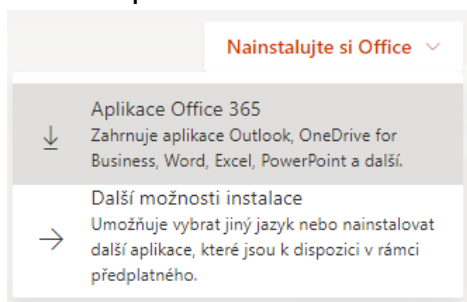 Nainstalujte si Office
Aplikace Office 365
Zahrnuje aplikace Outlook, OneDrive for
Business, Word, Excel, PowerPoint a další.
Další možnosti instalace
Umožňuje vybrat jiný jazyk nebo nainstalovat
další aplikace, které jsou k dispozici v rámci
předplatného.